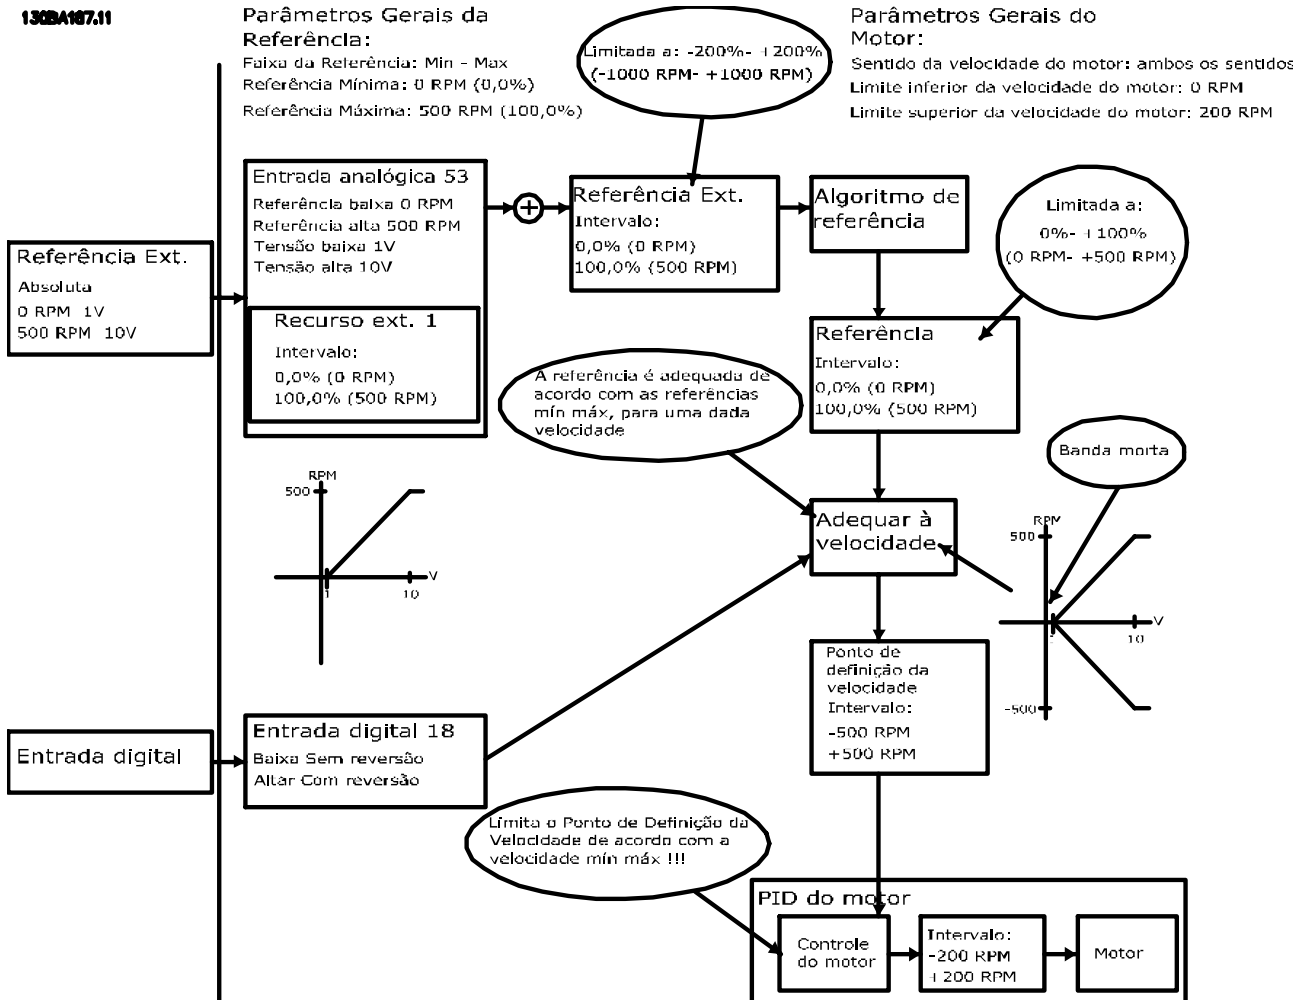 130BA187.11
Parâmetros Gerais da
Referência:
Faixa da Referência: Min - Max
Referência Mínima: 0 RPM (0,0%)
Referência Máxima: 500 RPM (100,0%)
Limitada a: -200%- +200%
(-1000 RPM- +1000 RPM)
Parâmetros Gerais do
Motor:
Sentido da velocidade do motor: ambos os sentidos
Limite inferior da velocidade do motor: 0 RPM
Limite superior da velocidade do motor: 200 RPM
Referência Ext.
Absoluta
0 RPM 1V
500 RPM 10V
Entrada analógica 53
Referência baixa 0 RPM
Referência alta 500 RPM
Tensão baixa 1V
Tensão alta 10V
Recurso ext. 1
Intervalo:
0,0% (0 RPM)
100,0% (500 RPM)
Referência Ext.
Intervalo:
0,0% (0 RPM)
100,0% (500 RPM)
Algoritmo de
referência
Limitada a:
0%- +100%
(0 RPM- +500 RPM)
Referência
Intervalo:
0,0% (0 RPM)
100,0% (500 RPM)
A referência é adequada de
acordo com as referências
mín máx, para uma dada
velocidade
Banda morta
RPM
500
V
1
10
Adequar à
velocidade
RPM
500
V
1
10
-500
Ponto de
definição da
velocidade
Intervalo:
-500 RPM
+500 RPM
Entrada digital
Entrada digital 18
Baixa Sem reversão
Altar Com reversão
Limita o Ponto de Definição da
Velocidade de acordo com a
velocidade mín máx !!!
PID do motor
Controle
do motor
Intervalo:
-200 RPM
+200 RPM
Motor